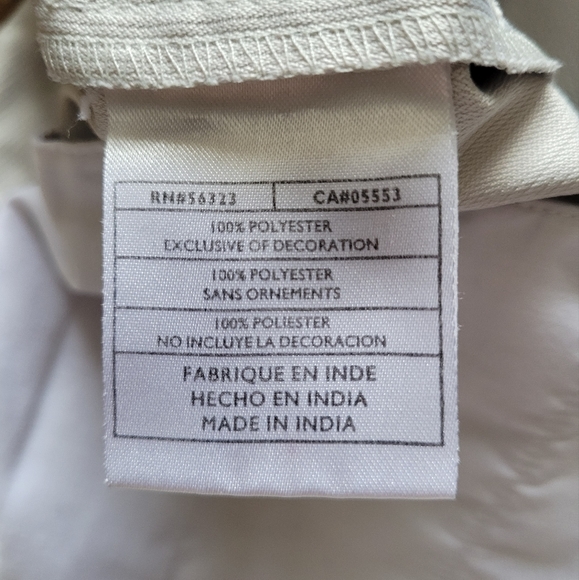 RN#56323 CA#05553
100% POLYESTER
EXCLUSIVE OF DECORATION
100% POLYESTER
SANS ORNEMENTS
100% POLIESTER
NO INCLUYE LA DECORACION
FABRIQUE EN INDE
HECHO EN INDIA
MADE IN INDIA